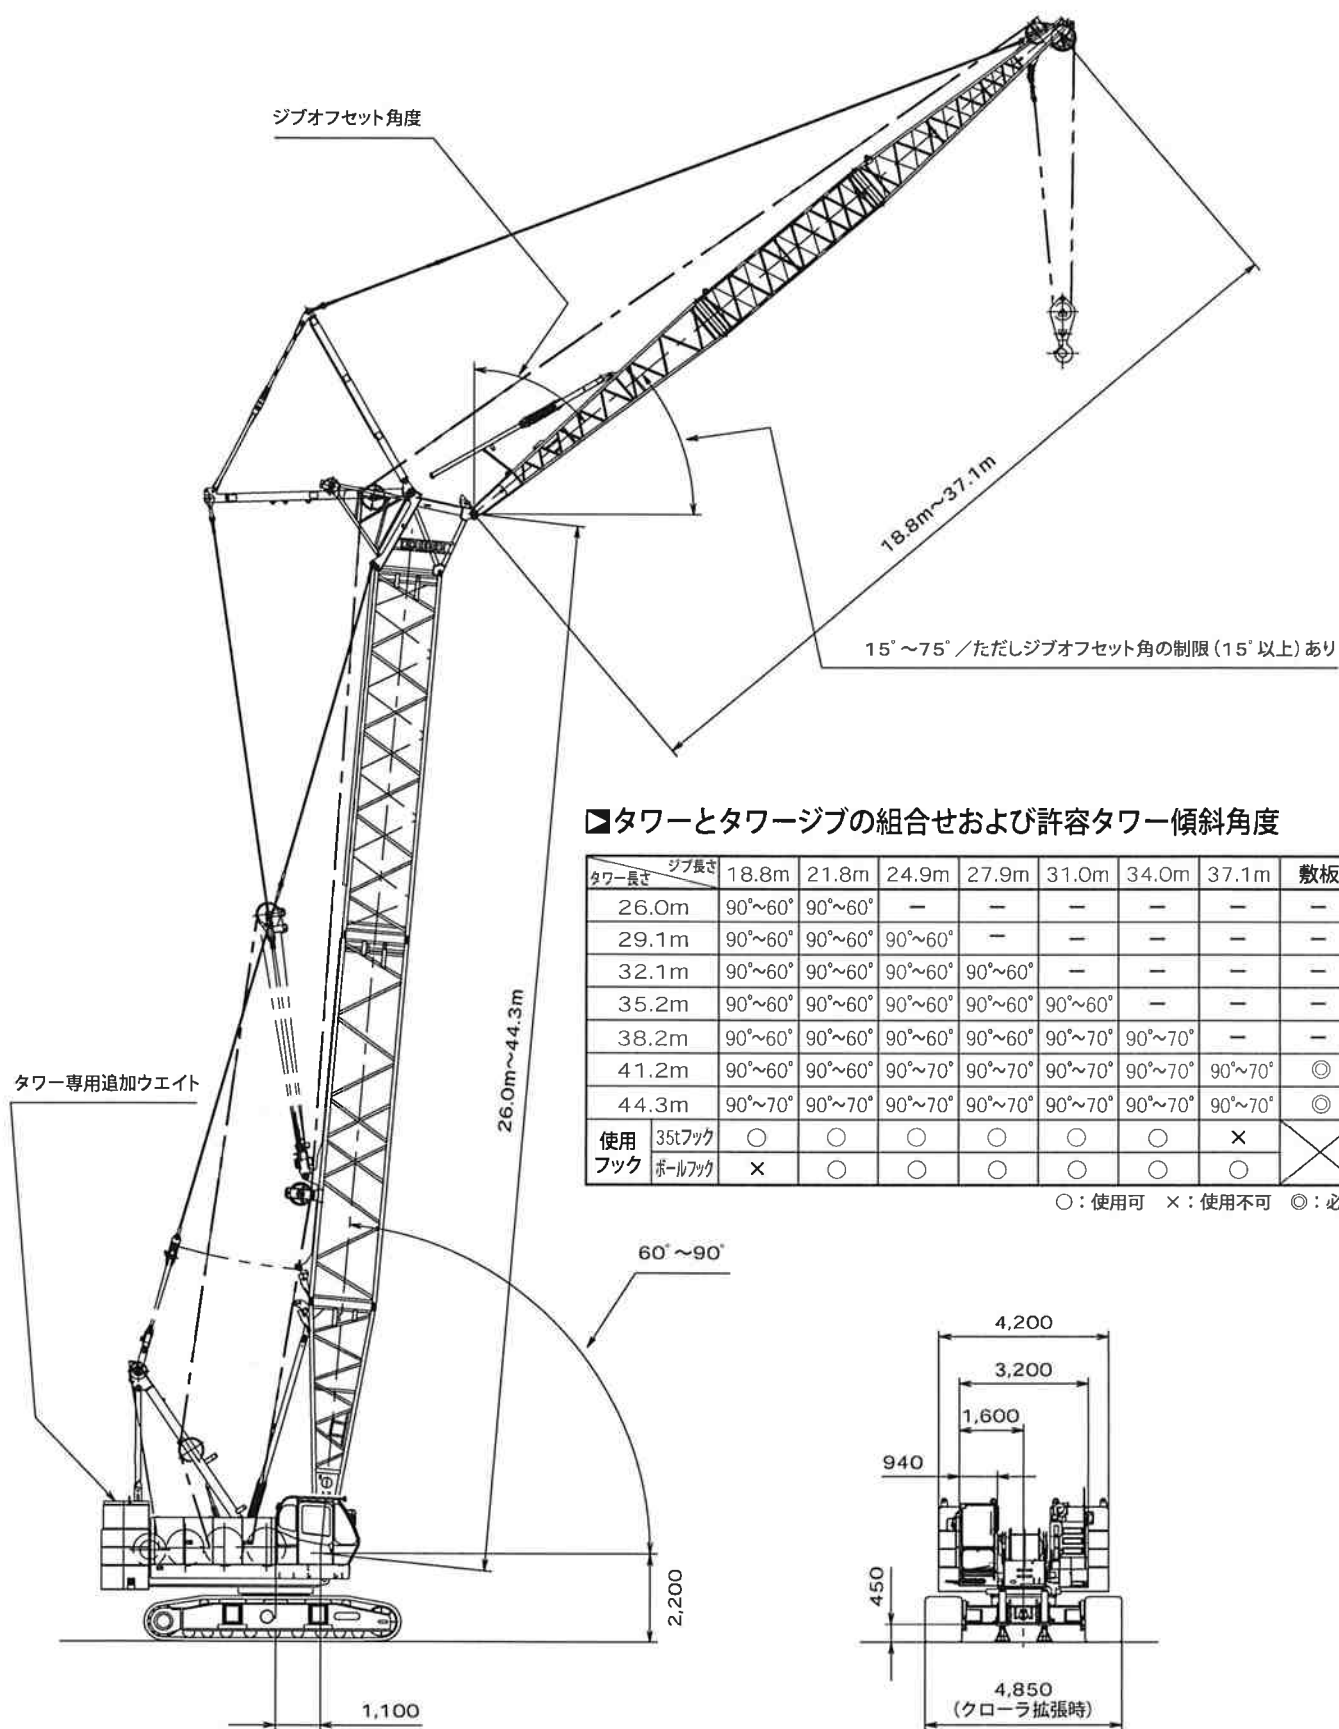 ジブオフセット角度
18.8m～37.1m
15°～75°／ただしジブオフセット角の制限(15°以上)あり
タワー専用追加ウエイト
26.0m～44.3m
60°～90°
2,200
1,100
▶タワーとタワージブの組合せおよび許容タワー傾斜角度
タワー長さ ジブ長さ 18.8m 21.8m 24.9m 27.9m 31.0m 34.0m 37.1m 敷板
26.0m 90°~60° 90°~60° － － － － － －
29.1m 90°~60° 90°~60° 90°~60° － － － － －
32.1m 90°~60° 90°~60° 90°~60° 90°~60° － － － －
35.2m 90°~60° 90°~60° 90°~60° 90°~60° 90°~60° － － －
38.2m 90°~60° 90°~60° 90°~60° 90°~60° 90°~70° 90°~70° － －
41.2m 90°~60° 90°~60° 90°~70° 90°~70° 90°~70° 90°~70° 90°~70° ◎
44.3m 90°~70° 90°~70° 90°~70° 90°~70° 90°~70° 90°~70° 90°~70° ◎
使用フック 35tフック ○ ○ ○ ○ ○ ○ ×
ボールフック × ○ ○ ○ ○ ○ ○
○：使用可 ×：使用不可 ◎：必
4,200
3,200
1,600
940
450
4,850
(クローラ拡張時)